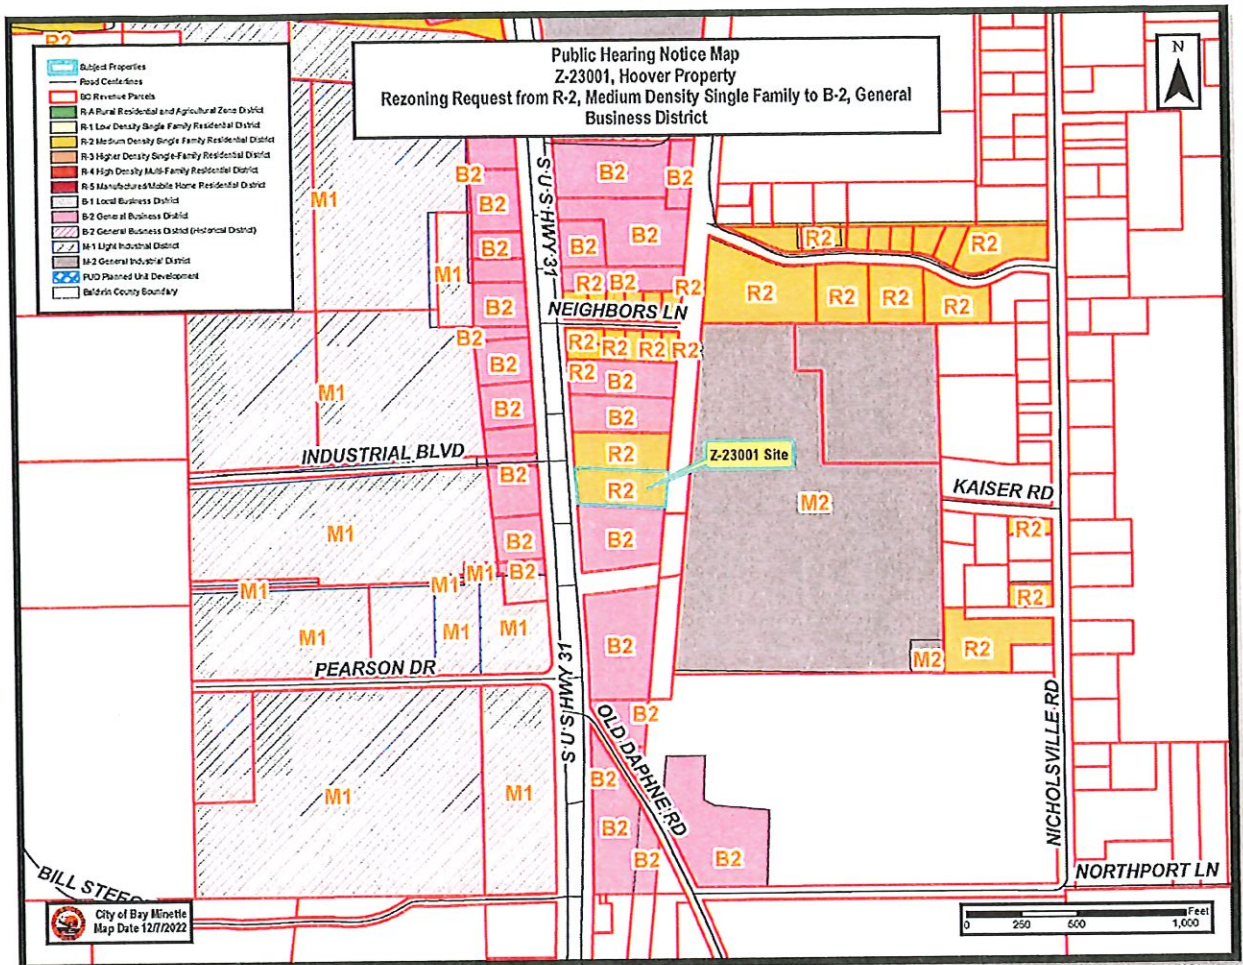 Public Hearing Notice Map
Z-23001, Hoover Property
Rezoning Request from R-2, Medium Density Single Family to B-2, General
Business District
N
R2
Subject Properties
Road Centerlines
BC Revenue Parcels
R-A Rural Residential and Agricultural Zone District
R-1 Low Density Single Family Residential District
R-2 Medium Density Single Family Residential District
R-3 Higher Density Single-Family Residential District
R-4 High Density Multi-Family Residential District
R-5 Manufactured/Mobile Home Residential District
B-1 Local Business District
B-2 General Business District
B-2 General Business District (Historical District)
M-1 Light Industrial District
M-2 General Industrial District
PUD Planned Unit Development
Baldwin County Boundary
S US HWY 31
B2
B2
B2
B2
M1
B2
B2
B2
R2
R2
B2
M1
R2
B2
R2
R2
R2
R2
R2
B2
NEIGHBORS LN
B2
R2
R2
R2
R2
B2
R2
B2
M1
B2
B2
INDUSTRIAL BLVD
R2
Z-23001 Site
B2
R2
KAISER RD
M2
M1
B2
B2
R2
M1
B2
M1
M1
R2
M1
M1
M1
B2
R2
M2
PEARSON DR
S US HWY 31
OLD DAPHNE RD
B2
NICHOLSVILLE RD
B2
M1
M1
B2
B2
B2
NORTHPORT LN
BILL STEE
City of Bay Minette
Map Date 12/7/2022
Feet
0 250 500 1,000